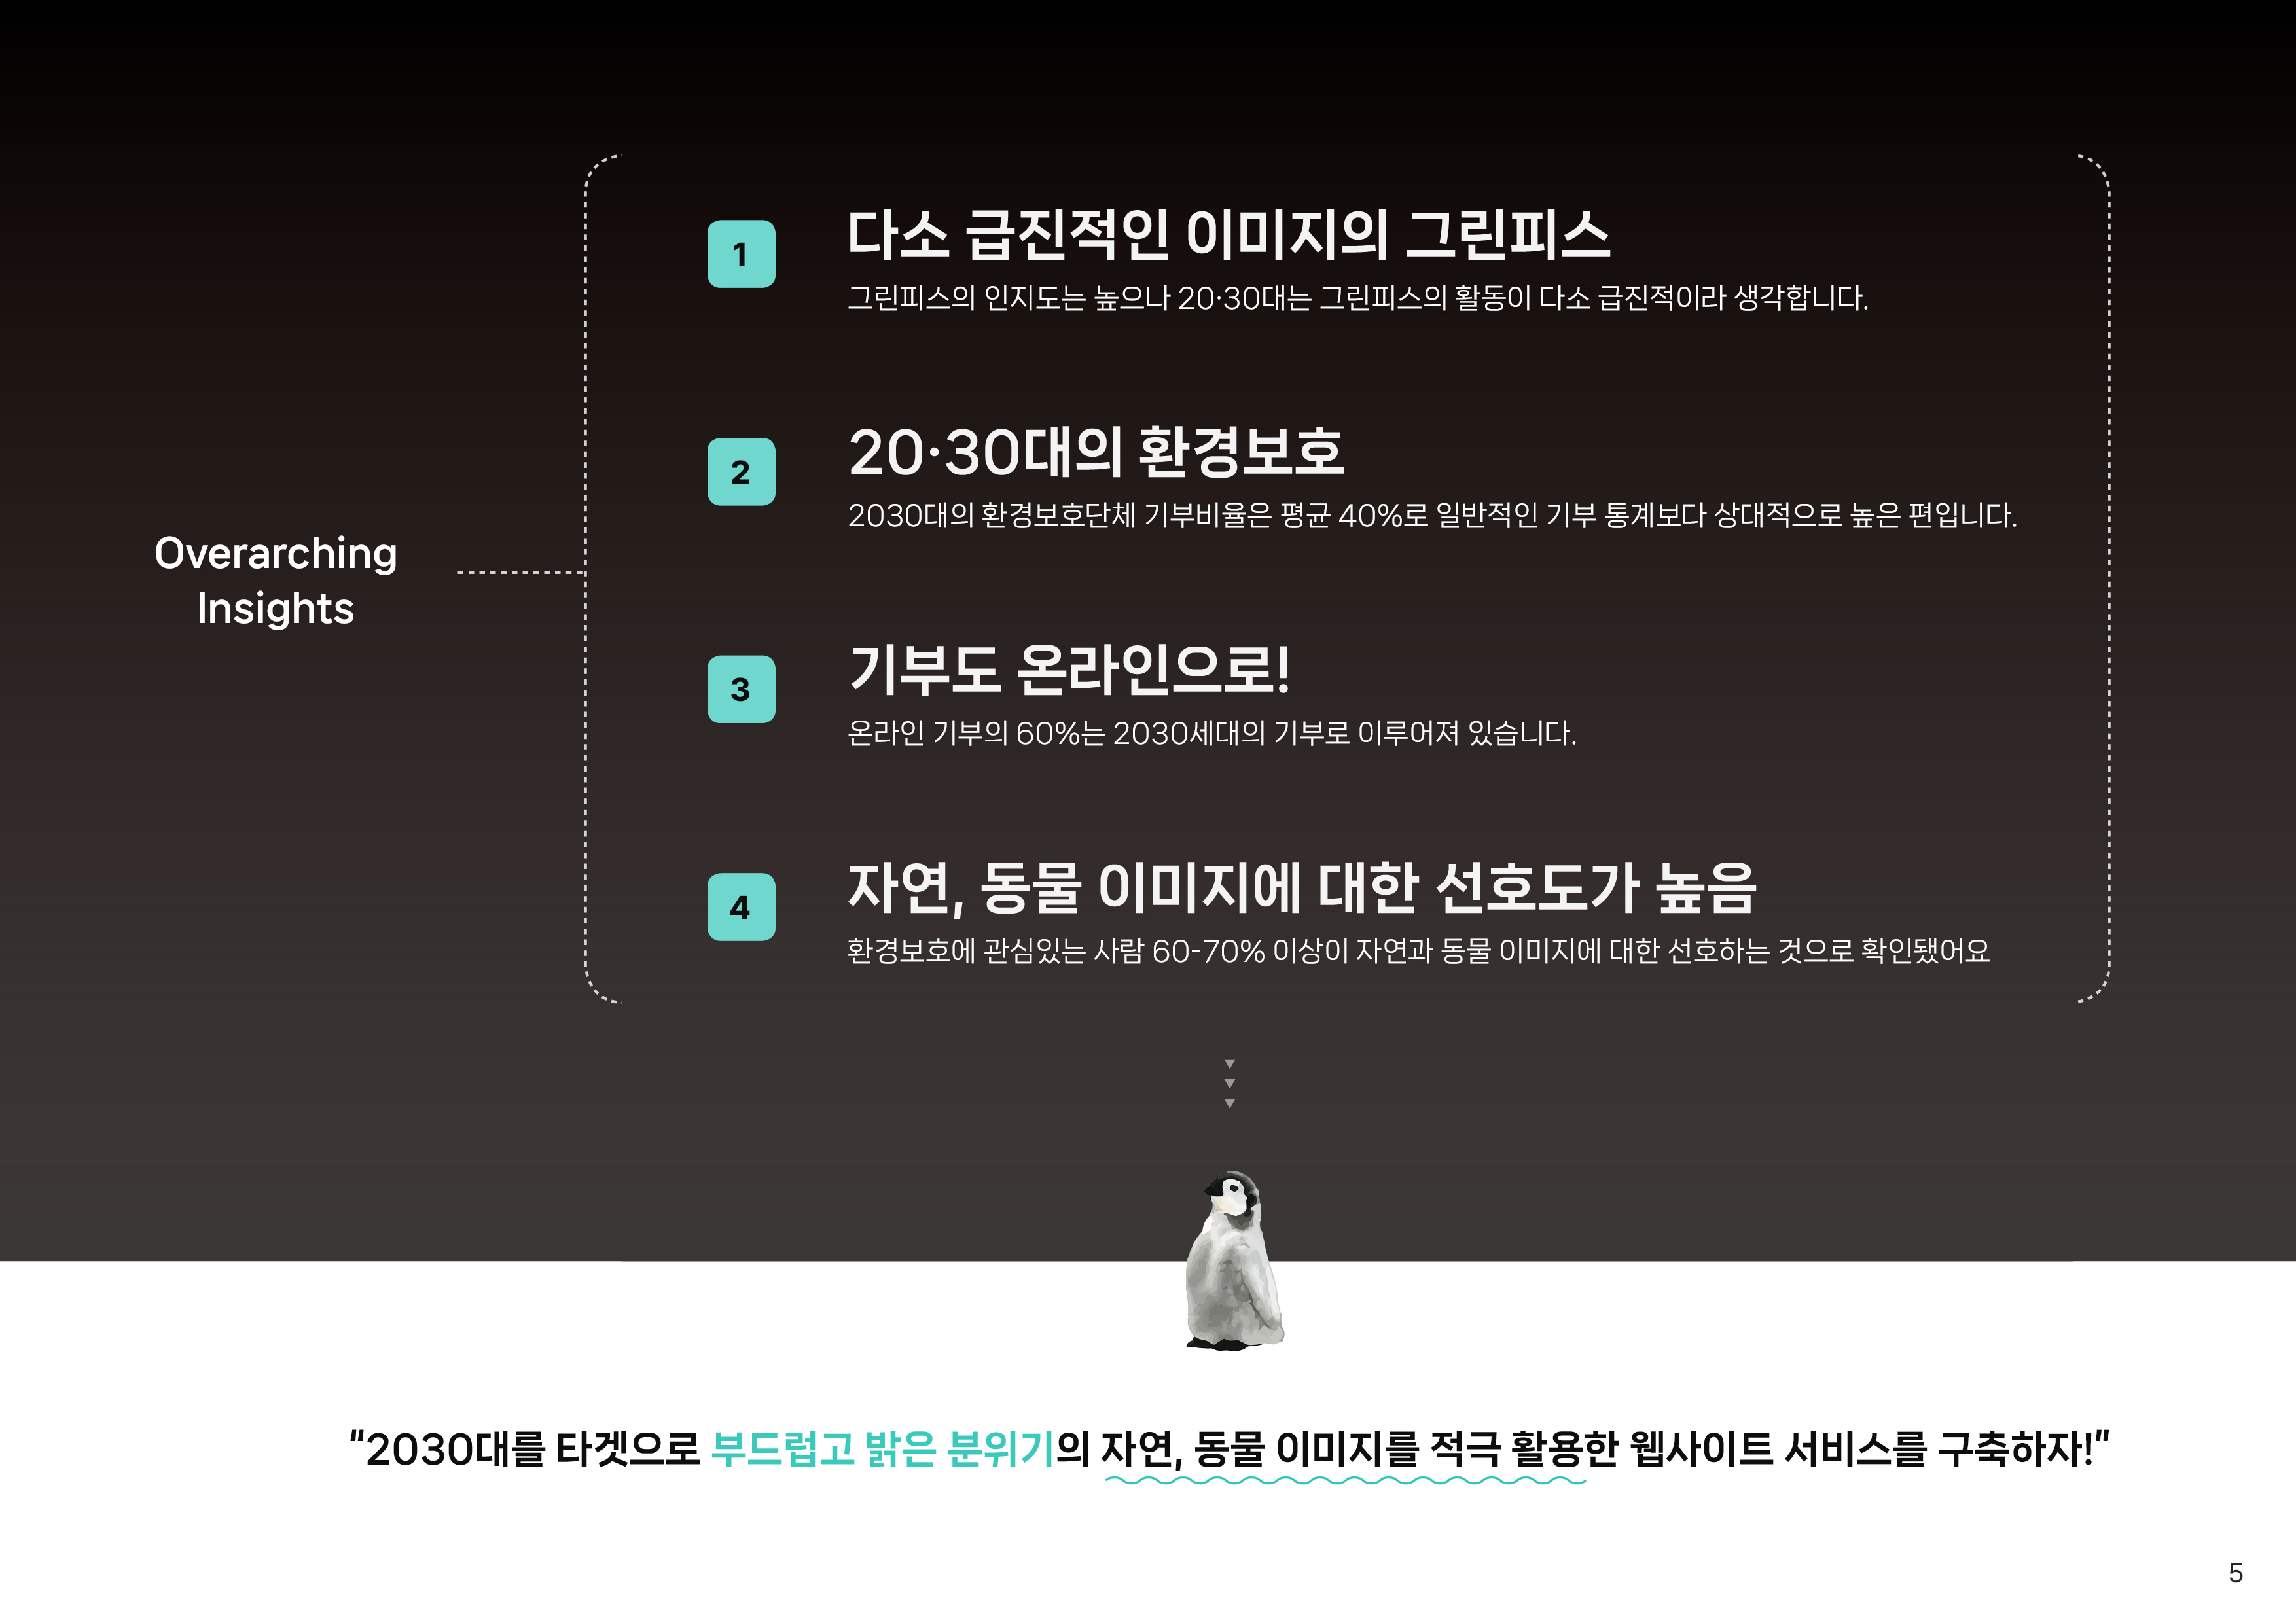 Overarching
Insights
1
다소 급진적인 이미지의 그린피스
그린피스의 인지도는 높으나 20·30대는 그린피스의 활동이 다소 급진적이라 생각합니다.
2
20·30대의 환경보호
2030대의 환경보호단체 기부비율은 평균 40%로 일반적인 기부 통계보다 상대적으로 높은 편입니다.
3
기부도 온라인으로!
온라인 기부의 60%는 2030세대의 기부로 이루어져 있습니다.
4
자연, 동물 이미지에 대한 선호도가 높음
환경보호에 관심있는 사람 60-70% 이상이 자연과 동물 이미지에 대한 선호하는 것으로 확인됐어요
"2030대를 타겟으로 부드럽고 밝은 분위기의 자연, 동물 이미지를 적극 활용한 웹사이트 서비스를 구축하자!"
5